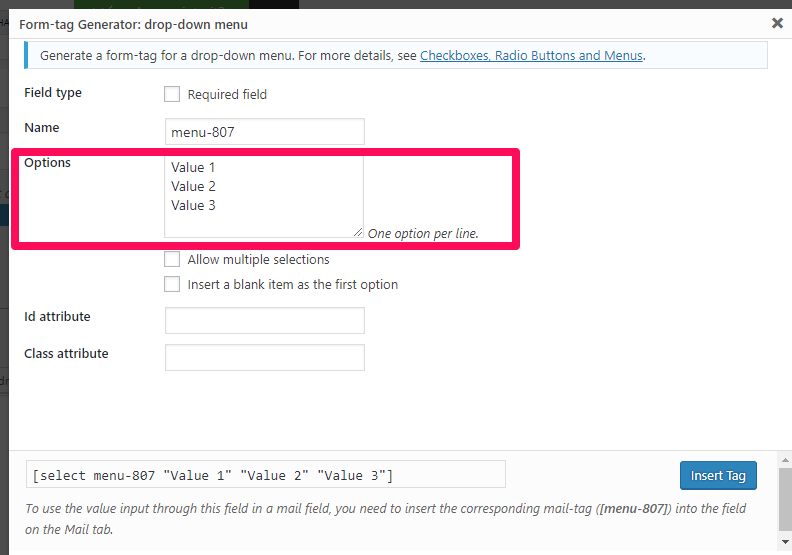 Form-tag Generator: drop-down menu
Generate a form-tag for a drop-down menu. For more details, see Checkboxes, Radio Buttons and Menus.
Field type
Required field
Name
menu-807
Options
Value 1
Value 2
Value 3
One option per line.
Allow multiple selections
Insert a blank item as the first option
Id attribute
Class attribute
[select menu-807 "Value 1" "Value 2" "Value 3"]
Insert Tag
To use the value input through this field in a mail field, you need to insert the corresponding mail-tag ([menu-807]) into the field
on the Mail tab.